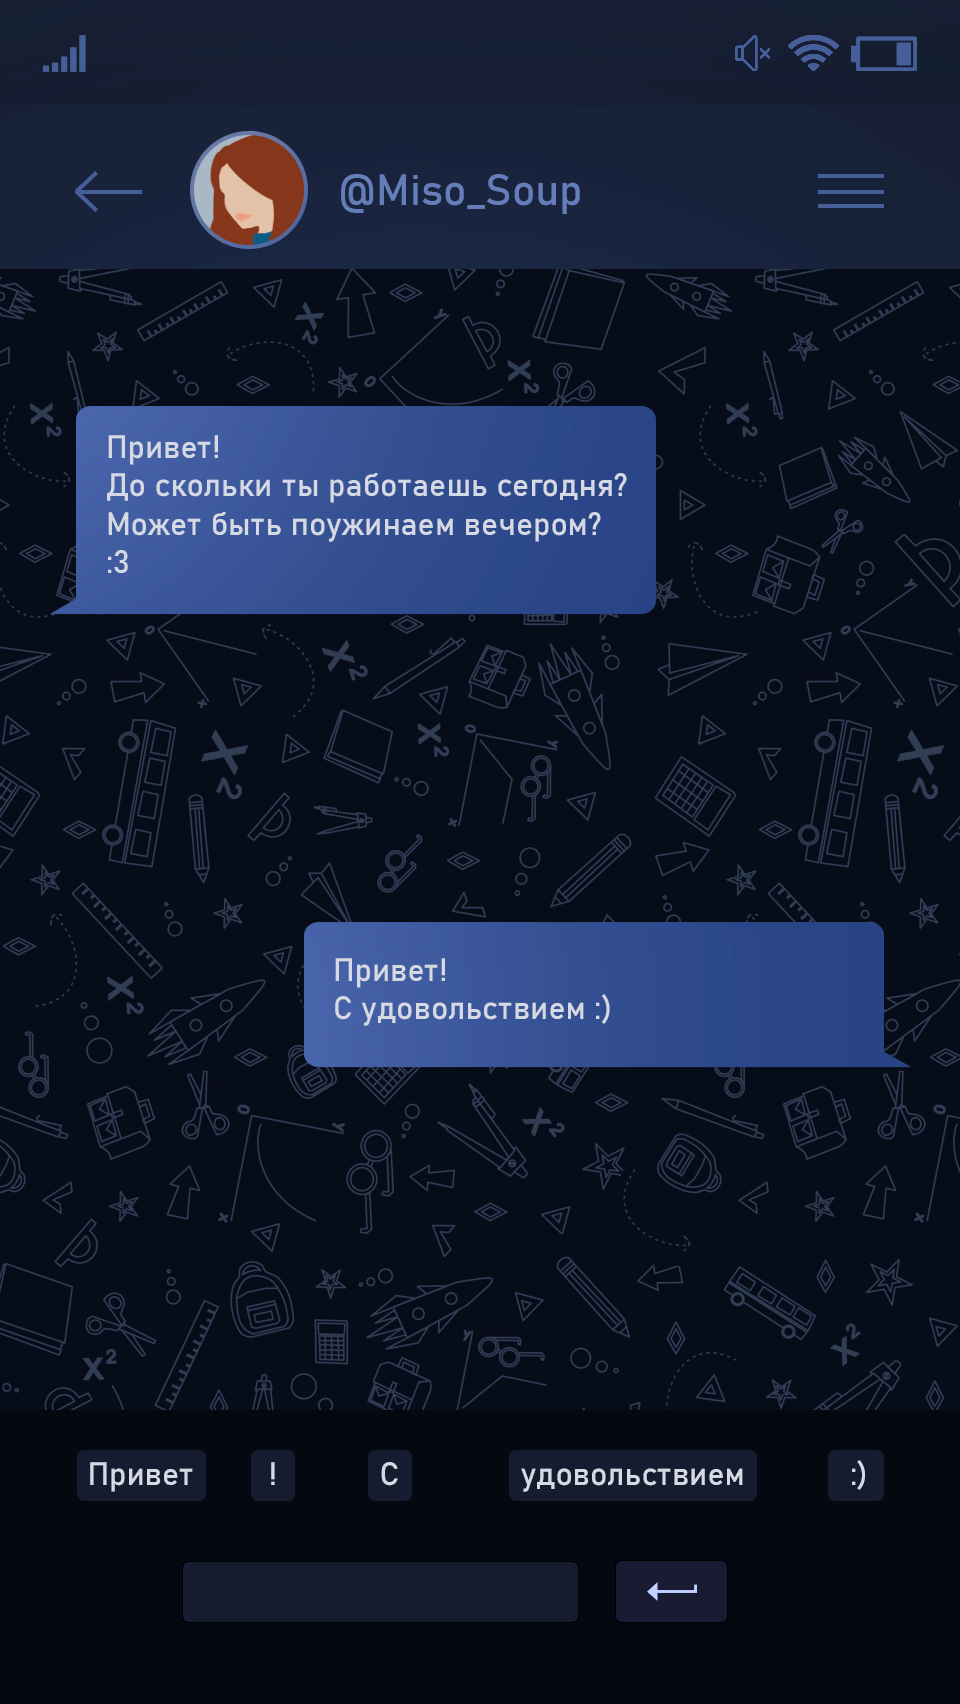 @Miso_Soup
Привет!
До скольки ты работаешь сегодня?
Может быть поужинаем вечером?
:3
Привет!
С удовольствием :)
Привет ! С удовольствием :)